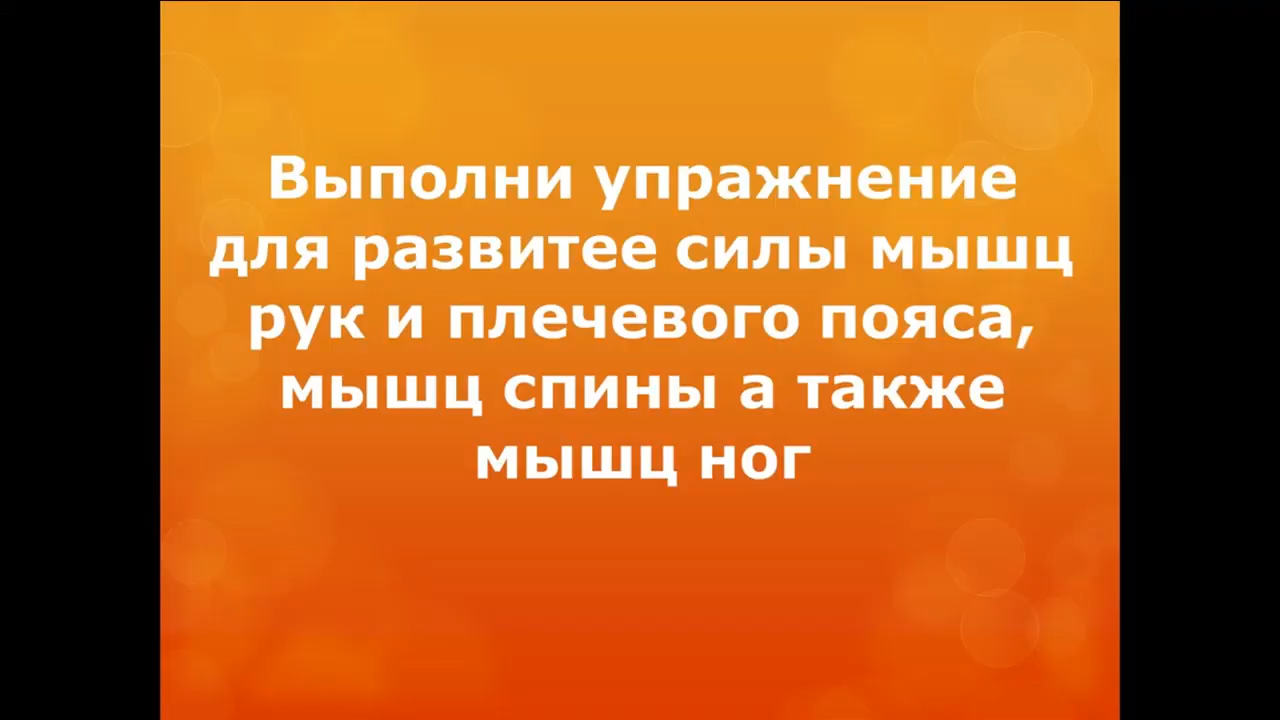 Выполни упражнение
для развитее силы мышц
рук и плечевого пояса,
мышц спины а также
мышц ног